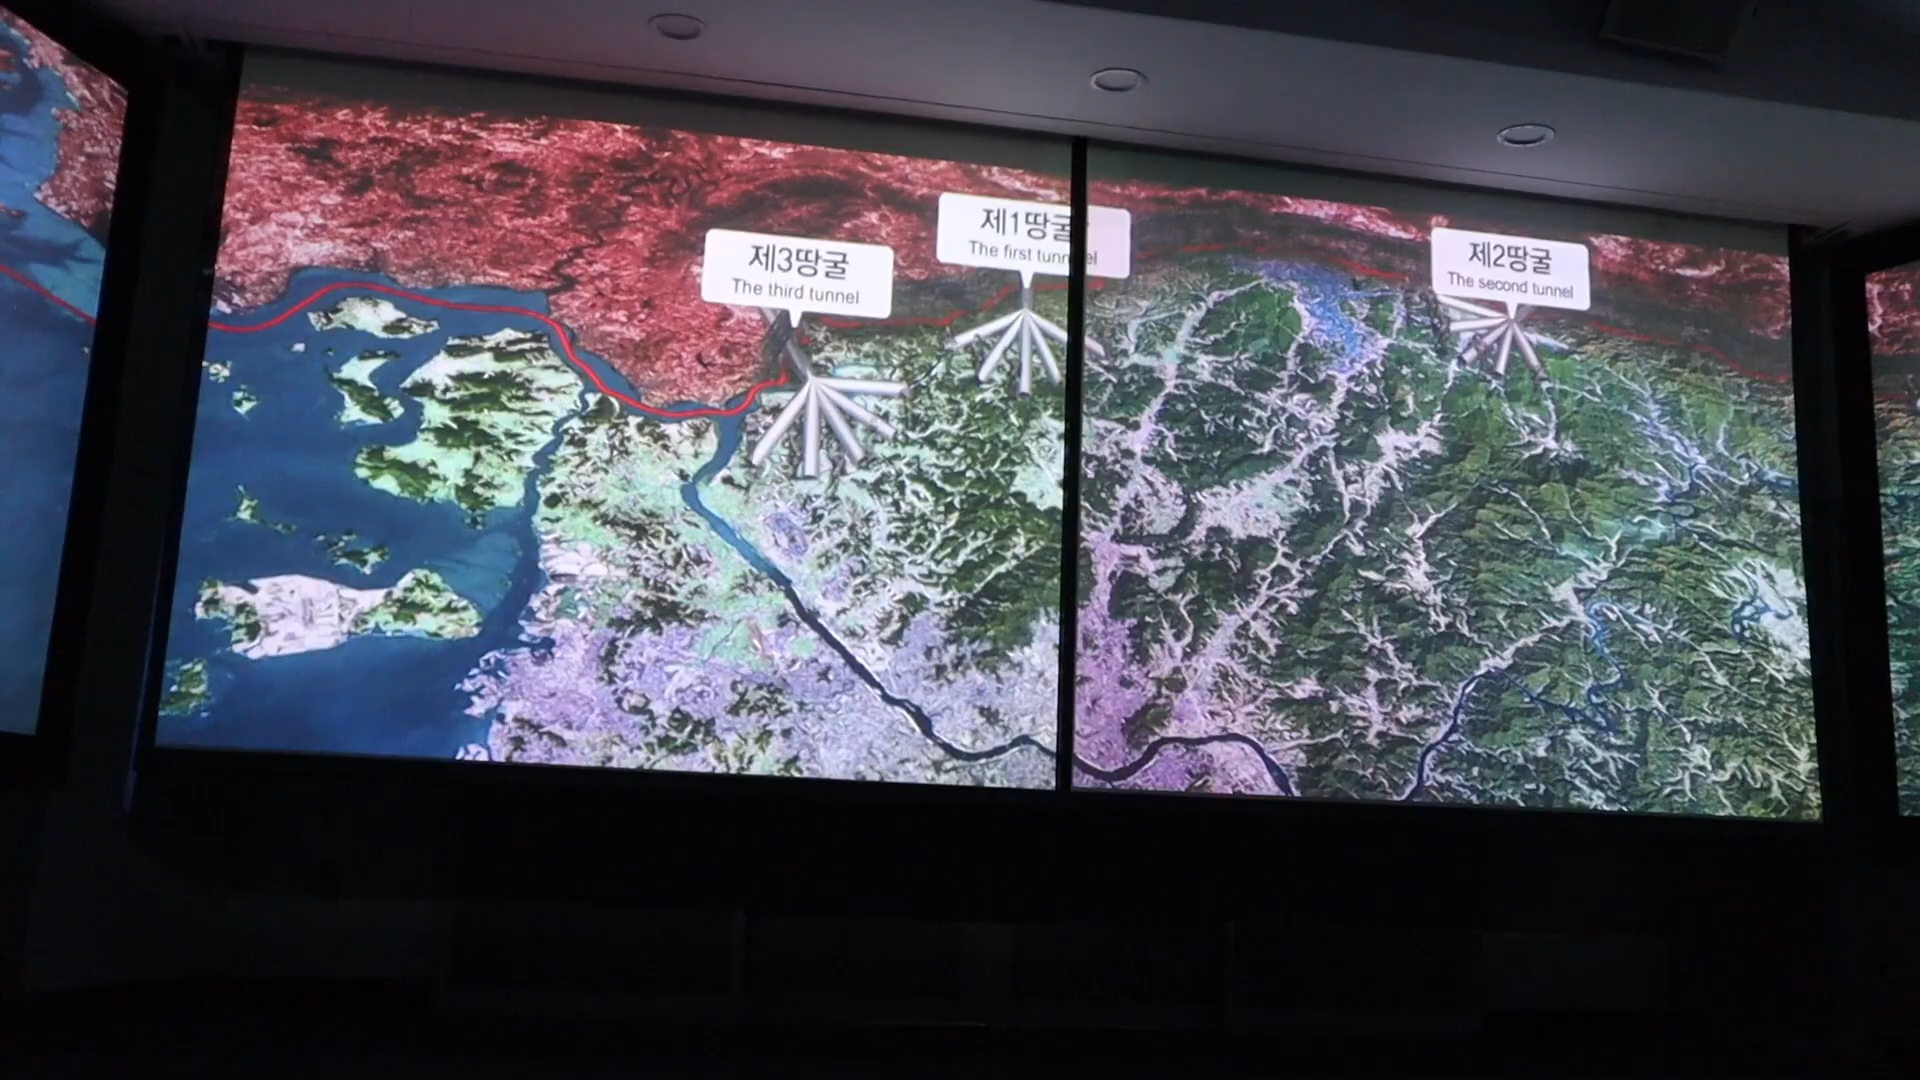 제3땅굴
The third tunnel
제1땅굴
The first tunnel
제2땅굴
The second tunnel